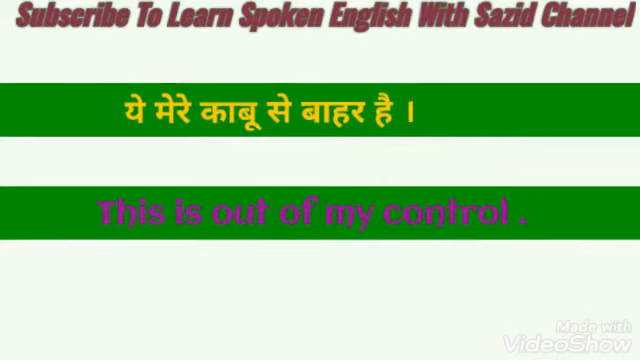 Subscribe To Learn Spoken English With Sazid Channel
ये मेरे काबू से बाहर है ।
This is out of my control .
Made with
VideoShow